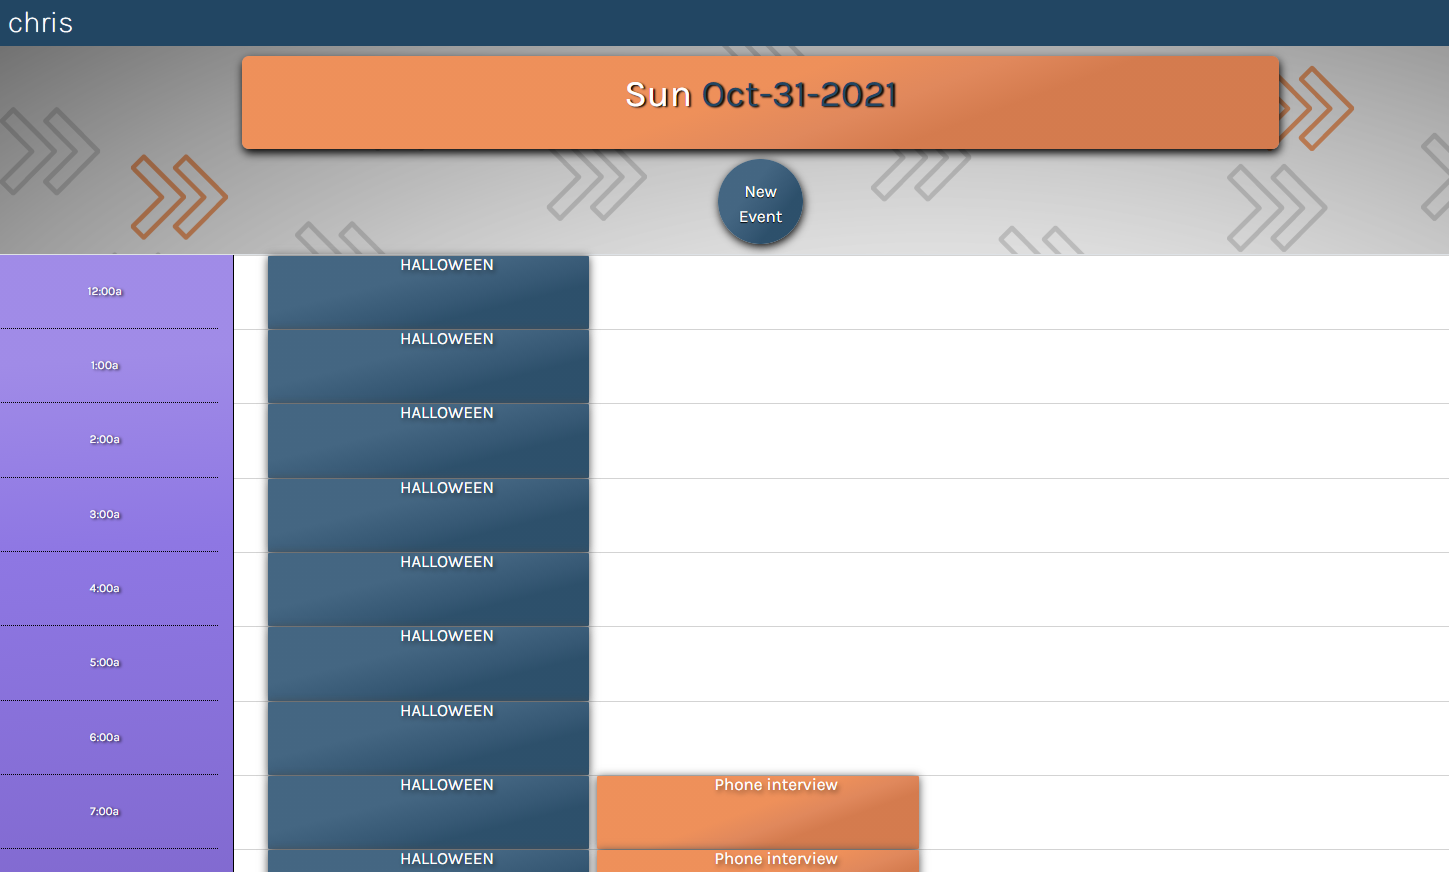 chris
Sun Oct-31-2021
New
Event
12:00a
HALLOWEEN
1:00a
HALLOWEEN
2:00a
HALLOWEEN
3:00a
HALLOWEEN
4:00a
HALLOWEEN
5:00a
HALLOWEEN
6:00a
HALLOWEEN
7:00a
HALLOWEEN Phone interview
HALLOWEEN Phone interview